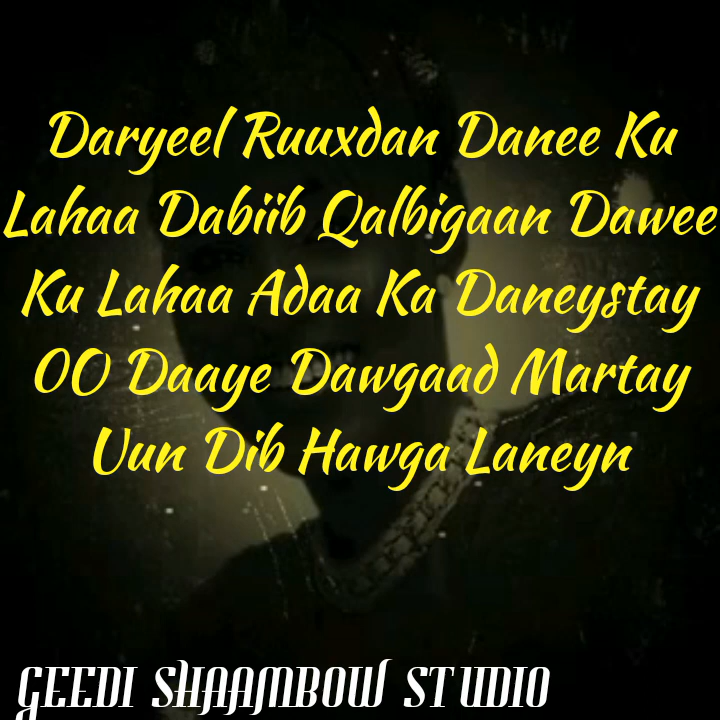 Daryeel Ruuxdan Danee Ku
Lahaa Dabiib Qalbigaan Dawee
Ku Lahaa Adaa Ka Daneystay
OO Daaye Dawgaad Martay
Uun Dib Hawga Laneyn
GEEDI SHAAMBOW STUDIO